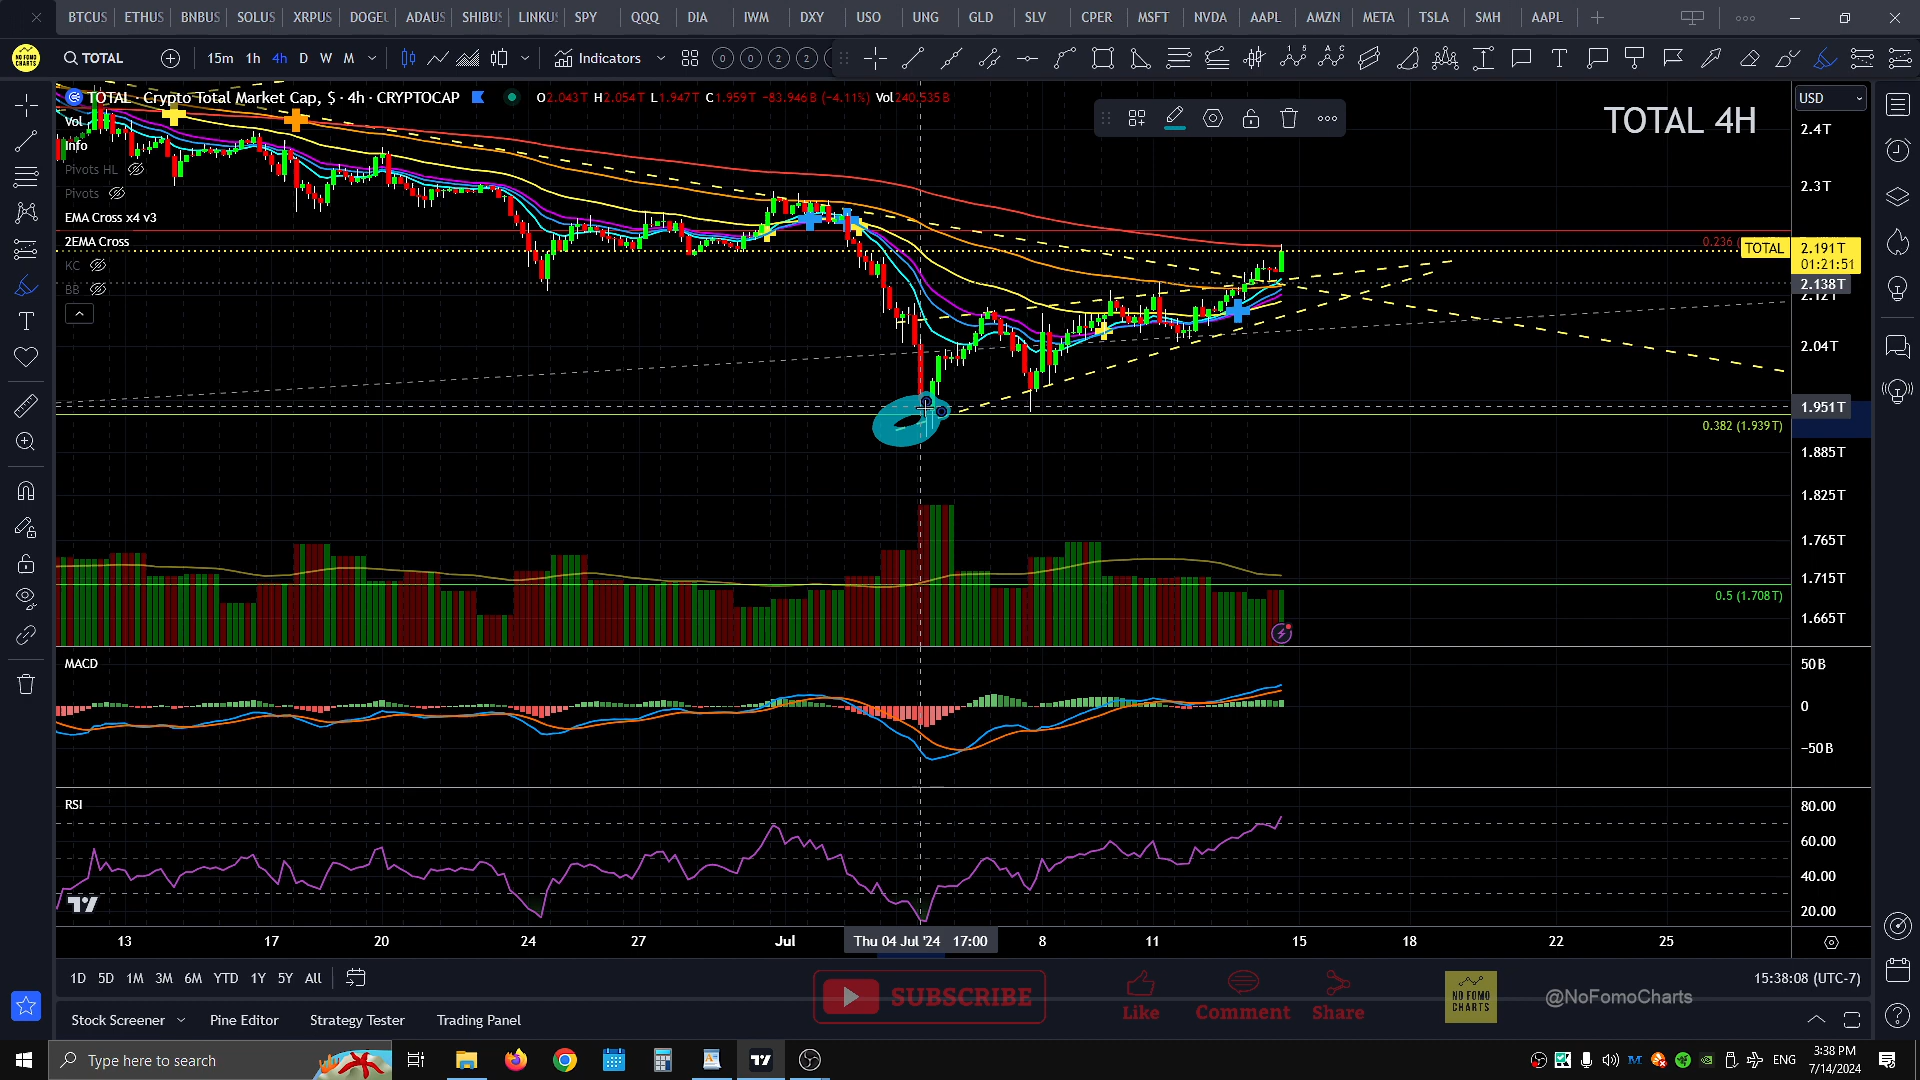 BTCUS ETHUS BNBUS SOLUS XRPUS DOGEU ADAUS SHIBUS LINKUS SPY QQQ DIA IWM DXY USO UNG GLD SLV CPER MSFT NVDA AAPL AMZN META TSLA SMH AAPL
NO FOMO CHARTS TOTAL 15m 1h 4h D W M Indicators 0 0 2 2
TOTAL · Crypto Total Market Cap, $ · 4h · CRYPTOCAP O2.043T H2.054T L1.947T C1.959T −83.946B (−4.11%) Vol240.535B
USD
TOTAL 4H
Vol
Info
Pivots HL
Pivots
EMA Cross x4 v3
2EMA Cross
KC
BB
2.4T
2.3T
0.236
TOTAL 2.191T
01:21:51
2.138T
2.12T
2.04T
1.951T
0.382 (1.939T)
1.885T
1.825T
1.765T
1.715T
0.5 (1.708T)
1.665T
MACD
50B
0
−50B
RSI
80.00
60.00
40.00
20.00
13 17 20 24 27 Jul Thu 04 Jul '24 17:00 8 11 15 18 22 25
1D 5D 1M 3M 6M YTD 1Y 5Y All
15:38:08 (UTC-7)
SUBSCRIBE
Like Comment Share
NO FOMO CHARTS
@NoFomoCharts
Stock Screener Pine Editor Strategy Tester Trading Panel
Type here to search
ENG
3:38 PM
7/14/2024